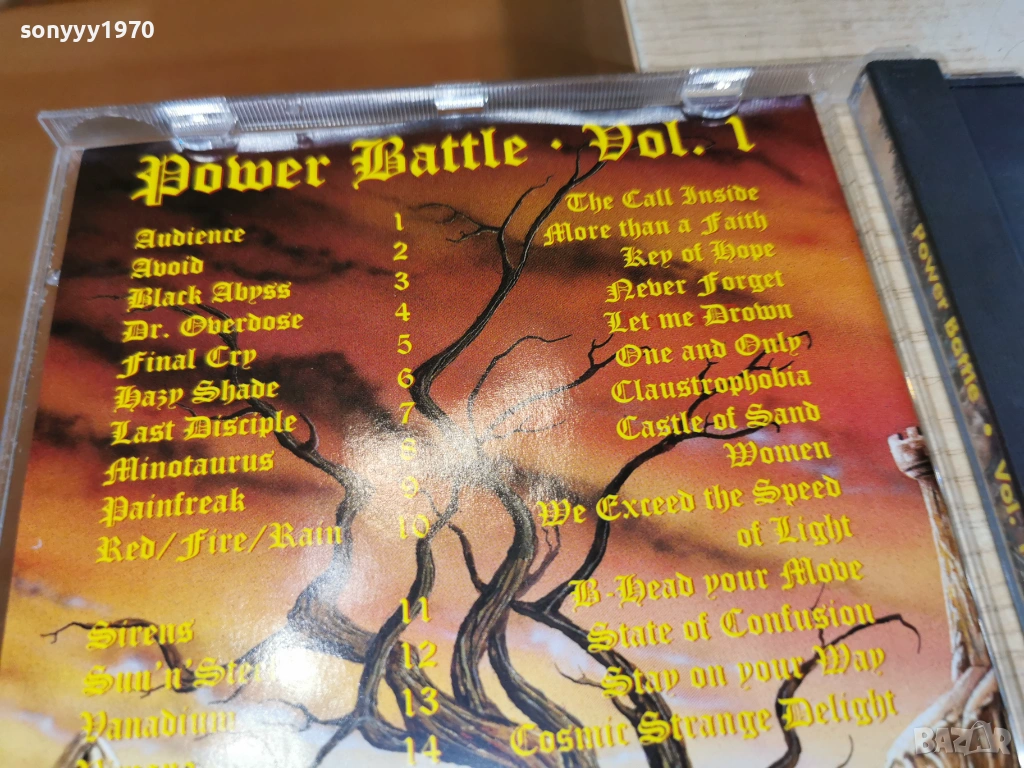 sonyyy1970
Power Battle · Vol. 1
Audience 1 The Call Inside
Avoid 2 More than a Faith
Black Abyss 3 Key of Hope
Dr. Overdose 4 Never Forget
Final Cry 5 Let me Drown
Hazy Shade 6 One and Only
Last Disciple 7 Claustrophobia
Minotaurus 8 Castle of Sand
Painfreak 9 Women
Red/Fire/Rain 10 We Exceed the Speed
of Light
Sirens 11 B-Head your Move
Sun'n' 12 State of Confusion
Vanadium 13 Stay on your Way
14 Cosmic Strange Delight
Power Battle • Vol.
BAZAR